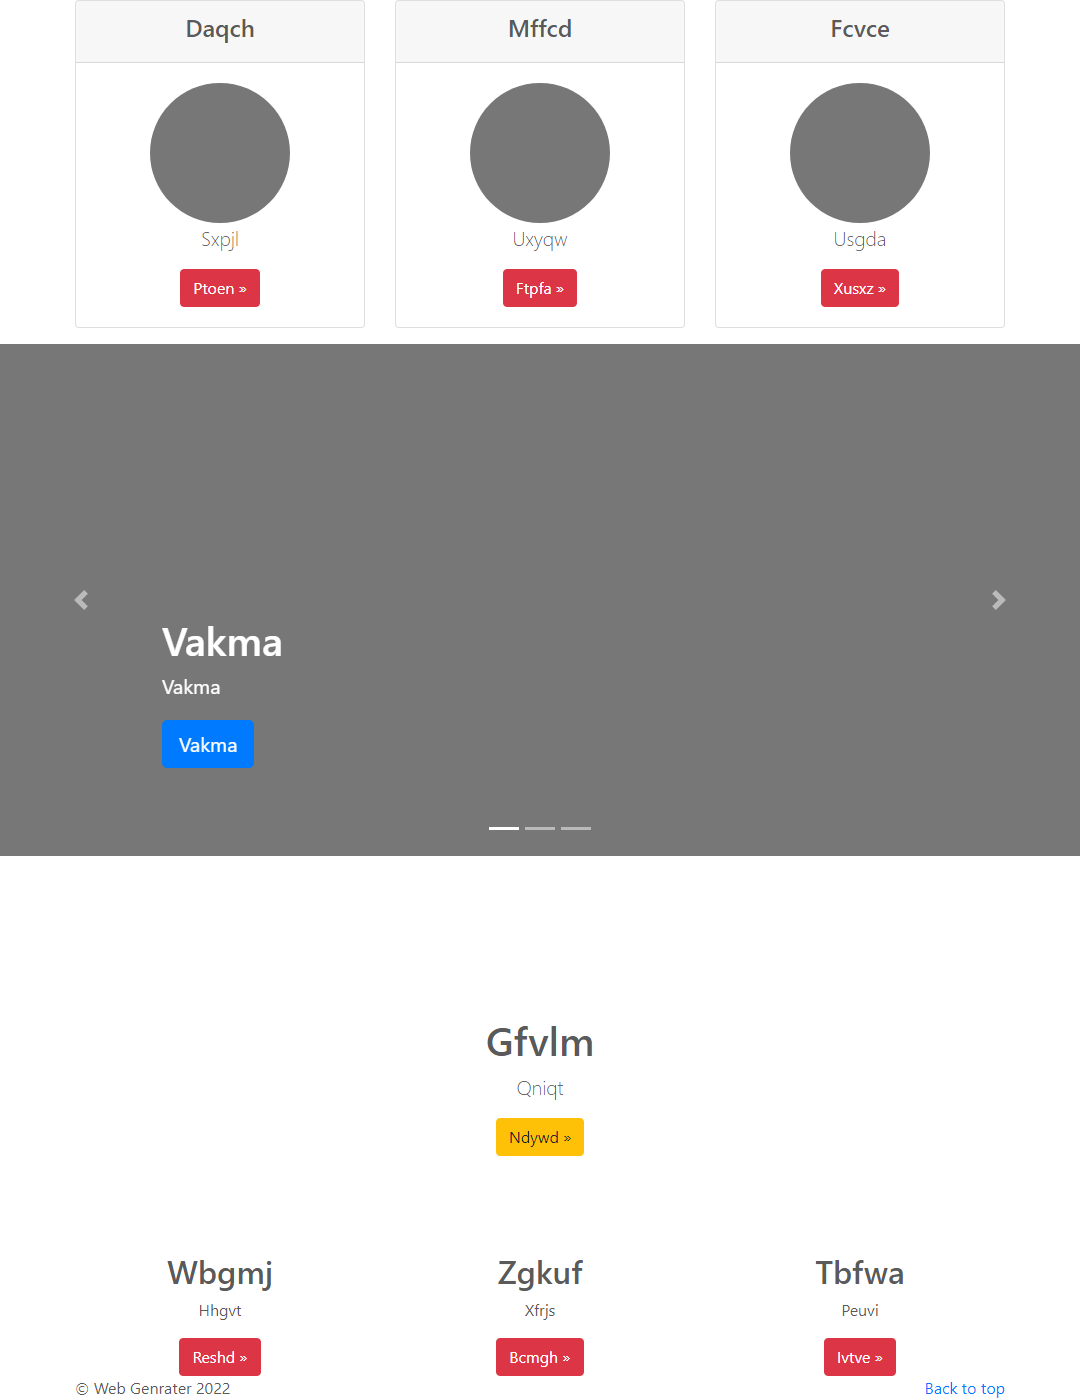 Daqch
Mffcd
Fcvce
Sxpjl
Uxyqw
Usgda
Ptoen »
Ftpfa »
Xusxz »
Vakma
Vakma
Vakma
Gfvlm
Qniqt
Ndywd »
Wbgmj
Zgkuf
Tbfwa
Hhgvt
Xfrjs
Peuvi
Reshd »
Bcmgh »
Ivtve »
© Web Genrater 2022
Back to top